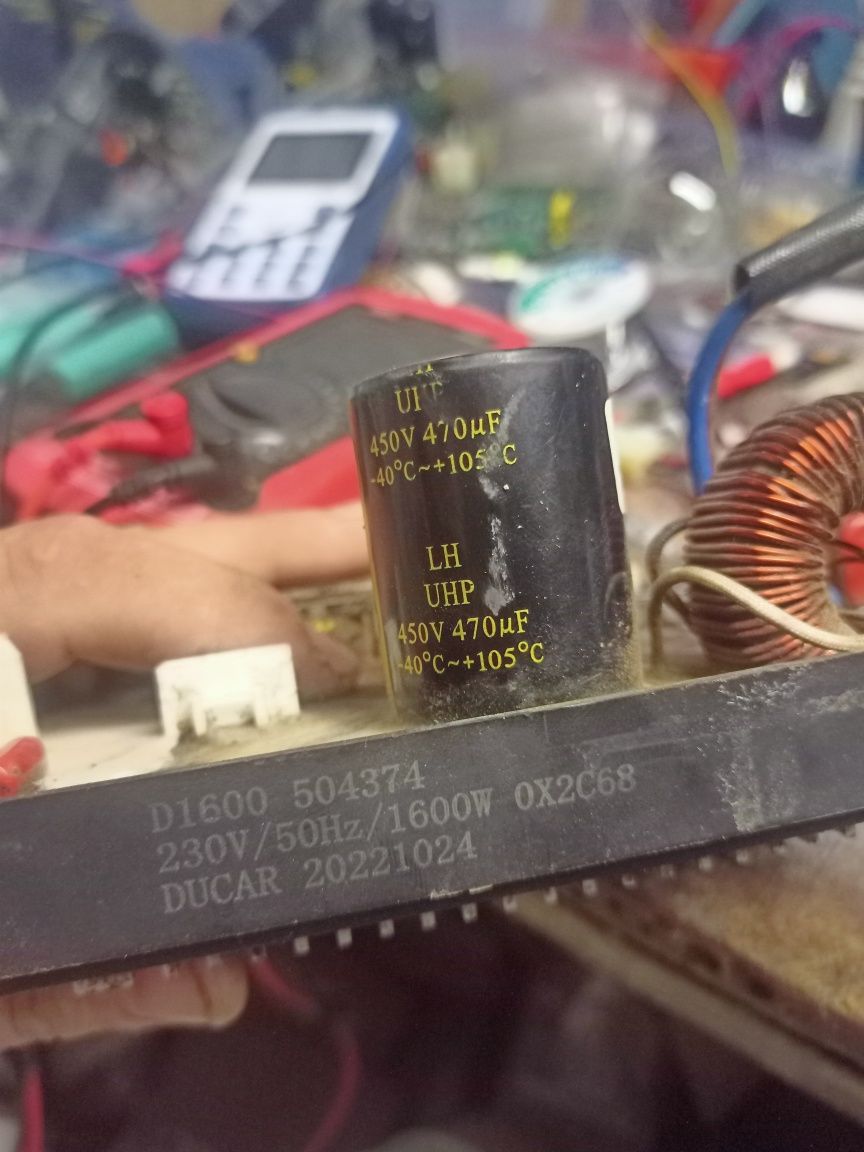 450V 470µF
-40°C~+105°C
LH
UHP
450V 470µF
-40°C~+105°C
D1600 504374
230V/50Hz/1600W 0X2C68
DUCAR 20221024